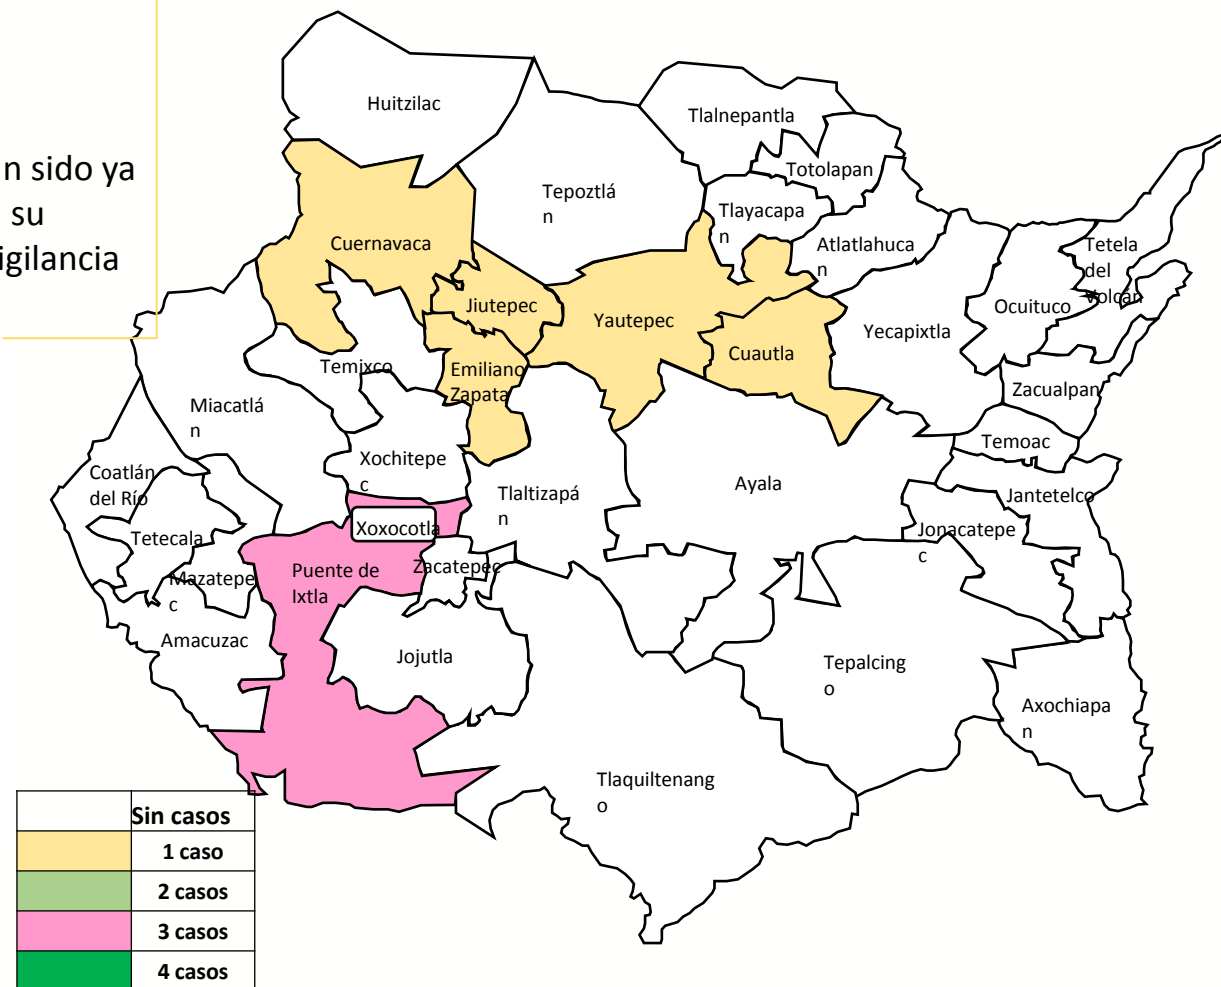 n sido ya
su
igilancia
Huitzilac
Tlalnepantla
Totolapan
Tepoztlá
n
Tlayacapa
n
Atlatlahuca
n
Tetela
del
Volcán
Cuernavaca
Jiutepec
Yautepec
Ocuituco
Yecapixtla
Cuautla
Temixco
Emiliano
Zapata
Zacualpan
Miacatlá
n
Temoac
Xochitepe
c
Coatlán
del Río
Tlaltizapá
n
Ayala
Jantetelco
Xoxocotla
Jonacatepe
c
Tetecala
Zacatepec
Puente de
Ixtla
Mazatepe
c
Amacuzac
Jojutla
Tepalcing
o
Axochiapa
n
Tlaquiltenang
o
Sin casos
1 caso
2 casos
3 casos
4 casos